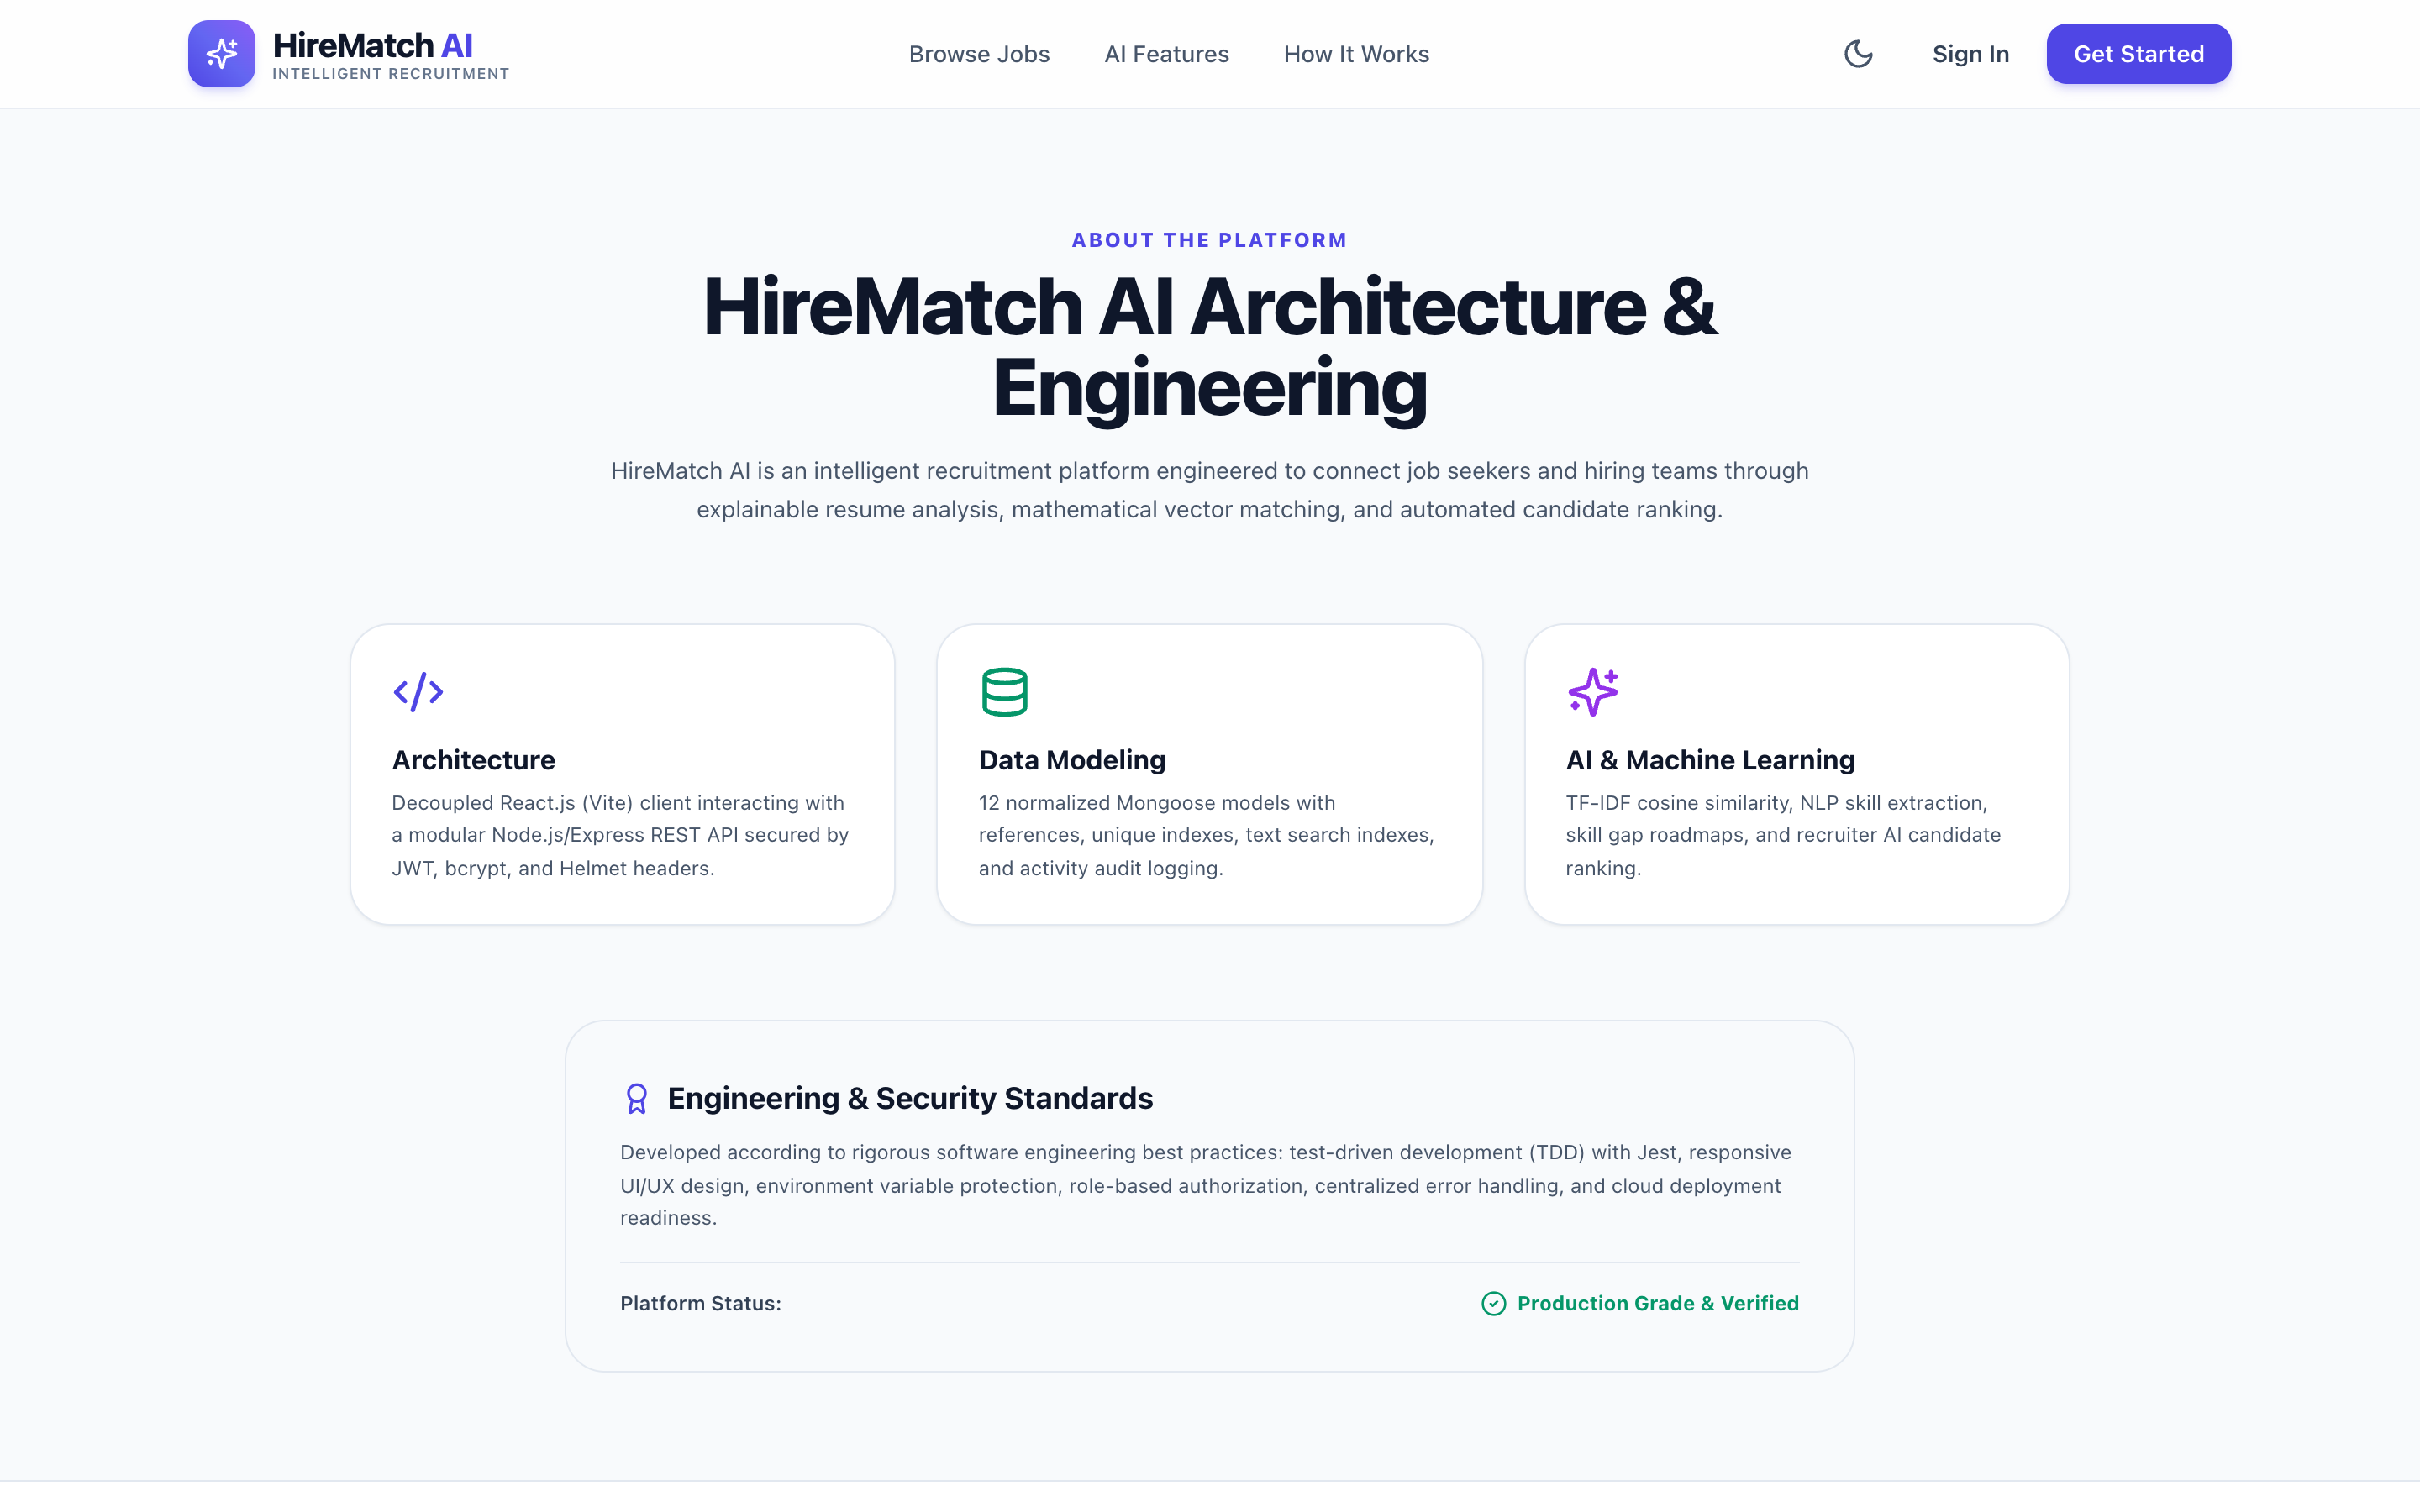 HireMatch AI
INTELLIGENT RECRUITMENT
Browse Jobs
AI Features
How It Works
Sign In
Get Started
ABOUT THE PLATFORM
HireMatch AI Architecture &
Engineering
HireMatch AI is an intelligent recruitment platform engineered to connect job seekers and hiring teams through
explainable resume analysis, mathematical vector matching, and automated candidate ranking.
Architecture
Decoupled React.js (Vite) client interacting with
a modular Node.js/Express REST API secured by
JWT, bcrypt, and Helmet headers.
Data Modeling
12 normalized Mongoose models with
references, unique indexes, text search indexes,
and activity audit logging.
AI & Machine Learning
TF-IDF cosine similarity, NLP skill extraction,
skill gap roadmaps, and recruiter AI candidate
ranking.
Engineering & Security Standards
Developed according to rigorous software engineering best practices: test-driven development (TDD) with Jest, responsive
UI/UX design, environment variable protection, role-based authorization, centralized error handling, and cloud deployment
readiness.
Platform Status:
Production Grade & Verified